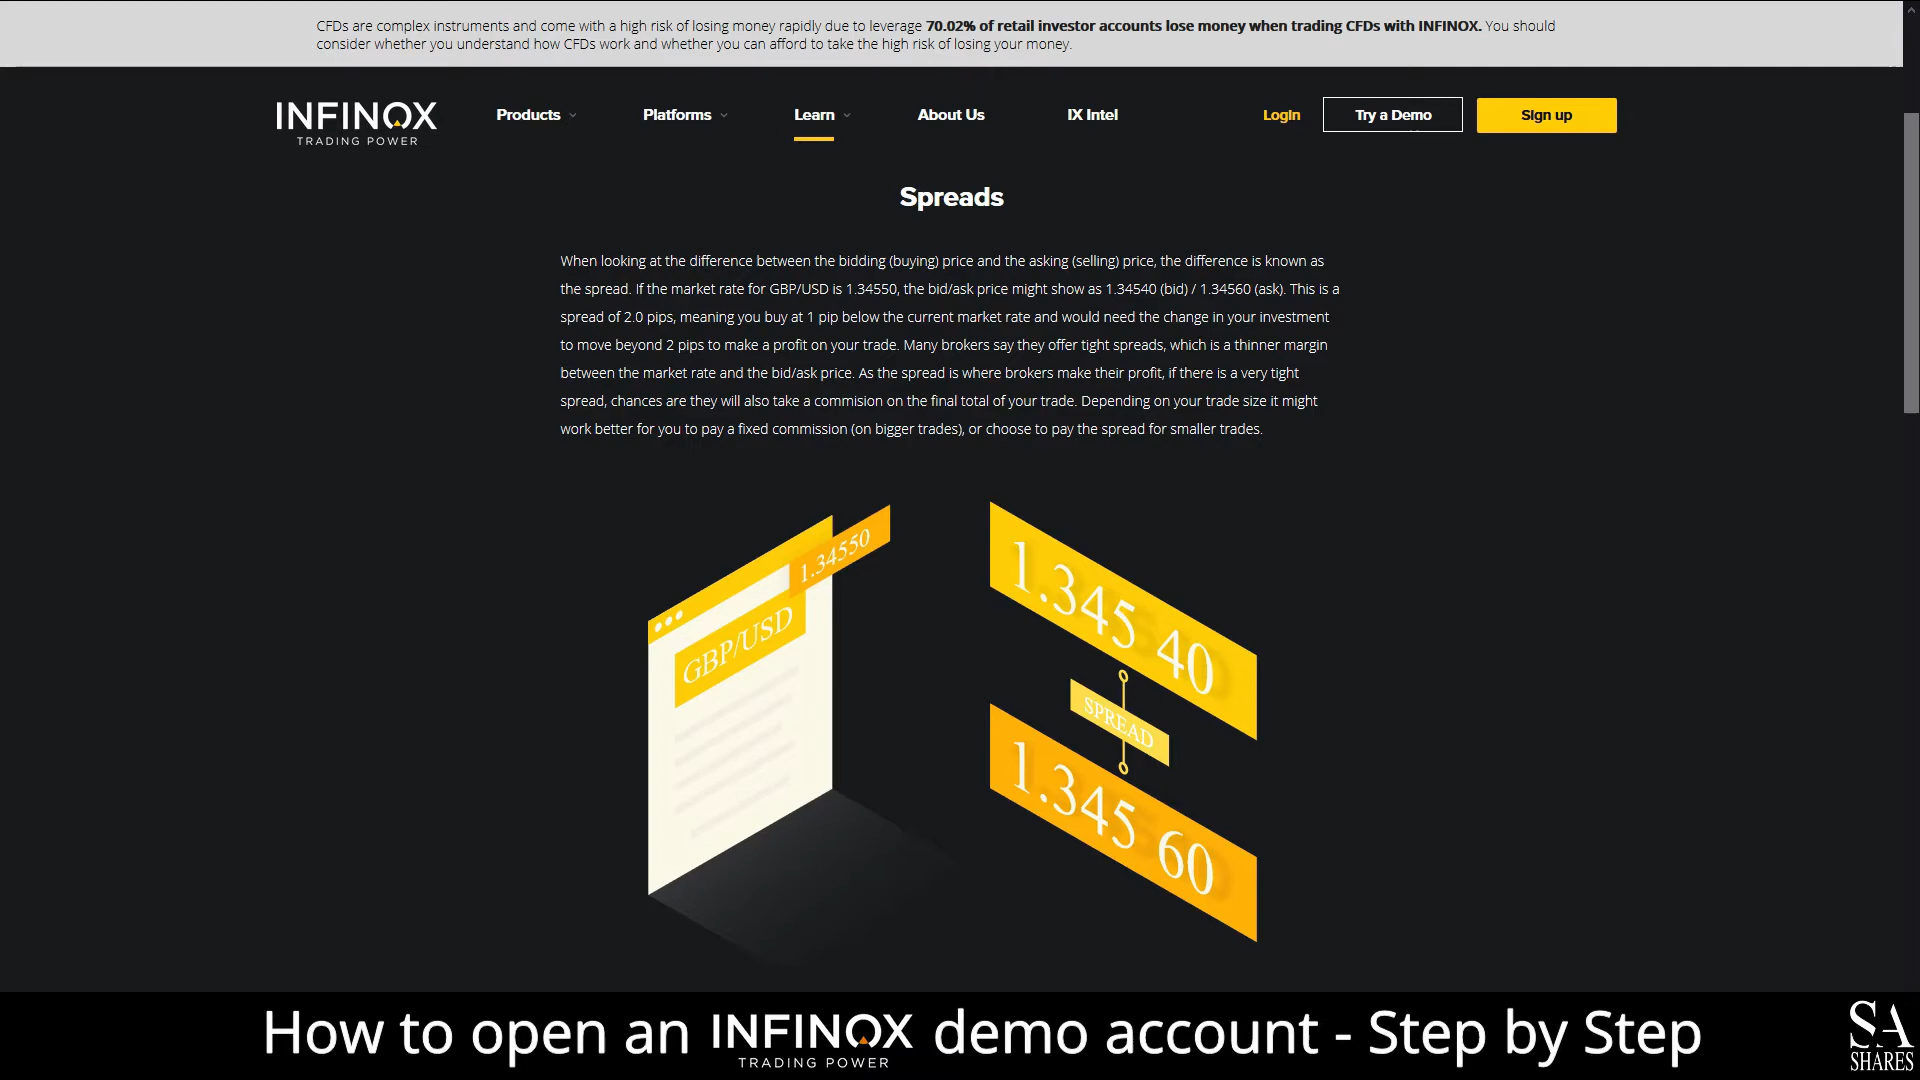 CFDs are complex instruments and come with a high risk of losing money rapidly due to leverage 70.02% of retail investor accounts lose money when trading CFDs with INFINOX. You should
consider whether you understand how CFDs work and whether you can afford to take the high risk of losing your money.
INFINOX
TRADING POWER
Products
Platforms
Learn
About Us
IX Intel
Login
Try a Demo
Sign up
Spreads
When looking at the difference between the bidding (buying) price and the asking (selling) price, the difference is known as
the spread. If the market rate for GBP/USD is 1.34550, the bid/ask price might show as 1.34540 (bid) / 1.34560 (ask). This is a
spread of 2.0 pips, meaning you buy at 1 pip below the current market rate and would need the change in your investment
to move beyond 2 pips to make a profit on your trade. Many brokers say they offer tight spreads, which is a thinner margin
between the market rate and the bid/ask price. As the spread is where brokers make their profit, if there is a very tight
spread, chances are they will also take a commision on the final total of your trade. Depending on your trade size it might
work better for you to pay a fixed commission (on bigger trades), or choose to pay the spread for smaller trades.
1.34550
GBP/USD
1.345 40
SPREAD
1.345 60
How to open an INFINOX demo account - Step by Step
TRADING POWER
SA
SHARES